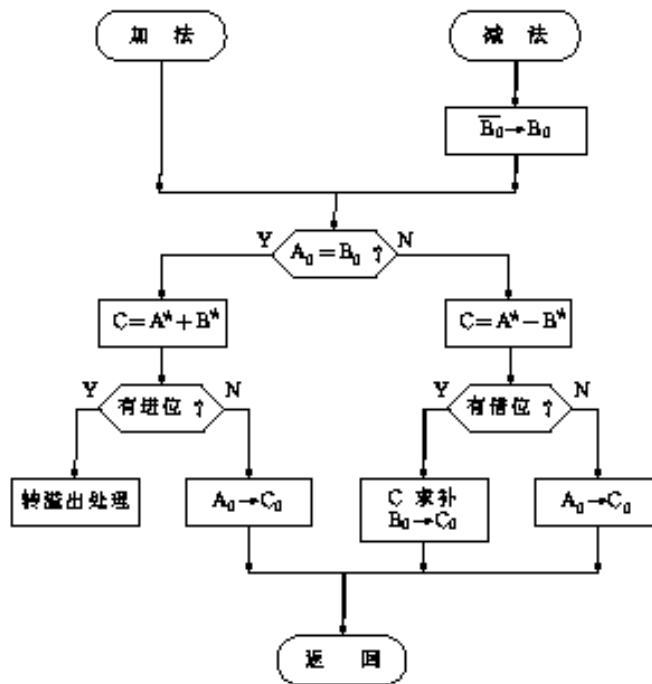 加 法
减 法
B̅₀→B₀
Y
A₀=B₀ ?
N
C=A*+B*
C=A*−B*
Y
有进位 ?
N
Y
有借位 ?
N
转溢出处理
A₀→C₀
C 求补
B₀→C₀
A₀→C₀
返 回